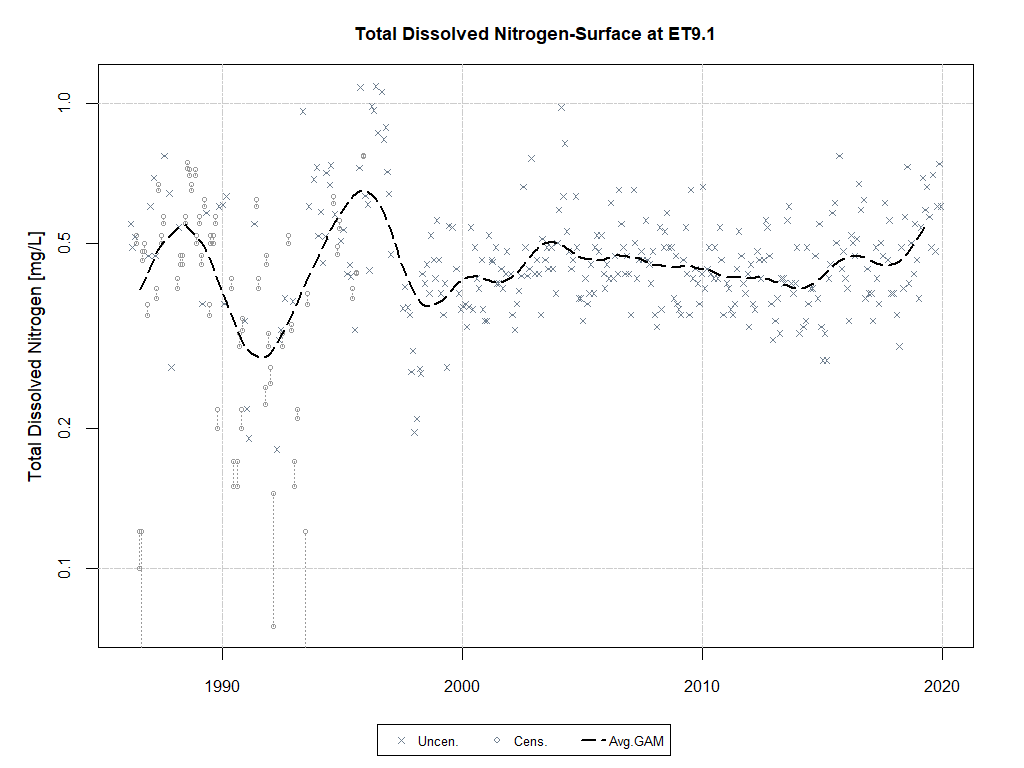 Total Dissolved Nitrogen-Surface at ET9.1
Total Dissolved Nitrogen [mg/L]
1.0
0.5
0.2
0.1
1990 2000 2010 2020
Uncen. Cens. Avg.GAM